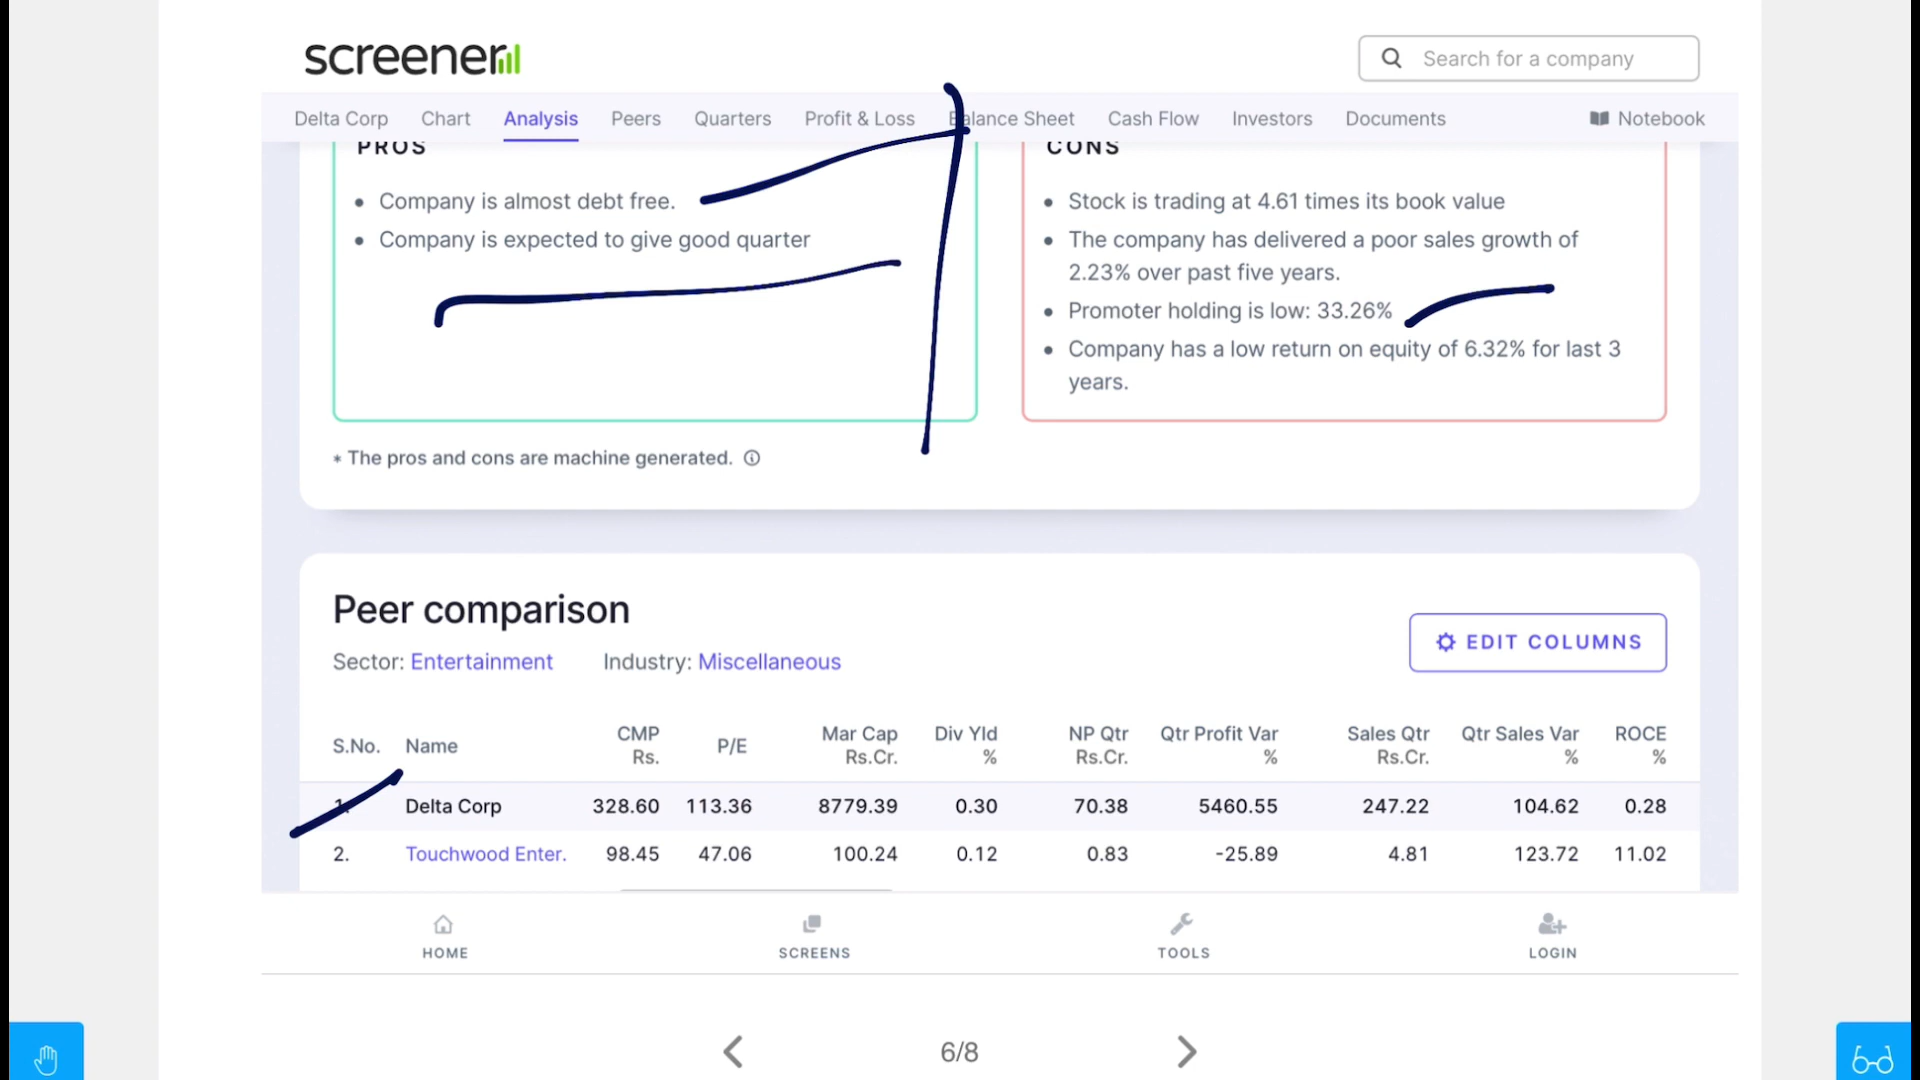 screener
Search for a company
Delta Corp Chart Analysis Peers Quarters Profit & Loss Balance Sheet Cash Flow Investors Documents Notebook
PROS
Company is almost debt free.
Company is expected to give good quarter
CONS
Stock is trading at 4.61 times its book value
The company has delivered a poor sales growth of
2.23% over past five years.
Promoter holding is low: 33.26%
Company has a low return on equity of 6.32% for last 3
years.
* The pros and cons are machine generated.
Peer comparison
Sector: Entertainment Industry: Miscellaneous
EDIT COLUMNS
S.No. Name CMP Rs. P/E Mar Cap Rs.Cr. Div Yld % NP Qtr Rs.Cr. Qtr Profit Var % Sales Qtr Rs.Cr. Qtr Sales Var % ROCE %
1. Delta Corp 328.60 113.36 8779.39 0.30 70.38 5460.55 247.22 104.62 0.28
2. Touchwood Enter. 98.45 47.06 100.24 0.12 0.83 -25.89 4.81 123.72 11.02
HOME SCREENS TOOLS LOGIN
6/8